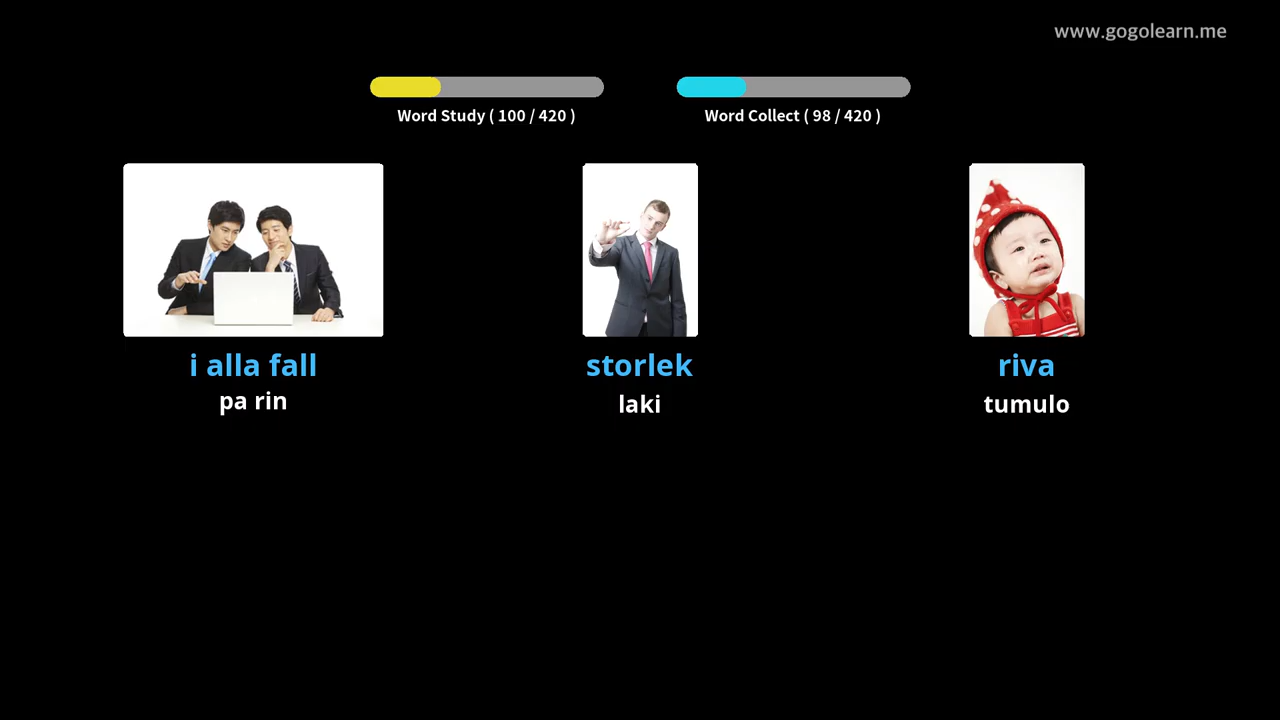 www.gogolearn.me
Word Study ( 100 / 420 )
Word Collect ( 98 / 420 )
i alla fall
pa rin
storlek
laki
riva
tumulo